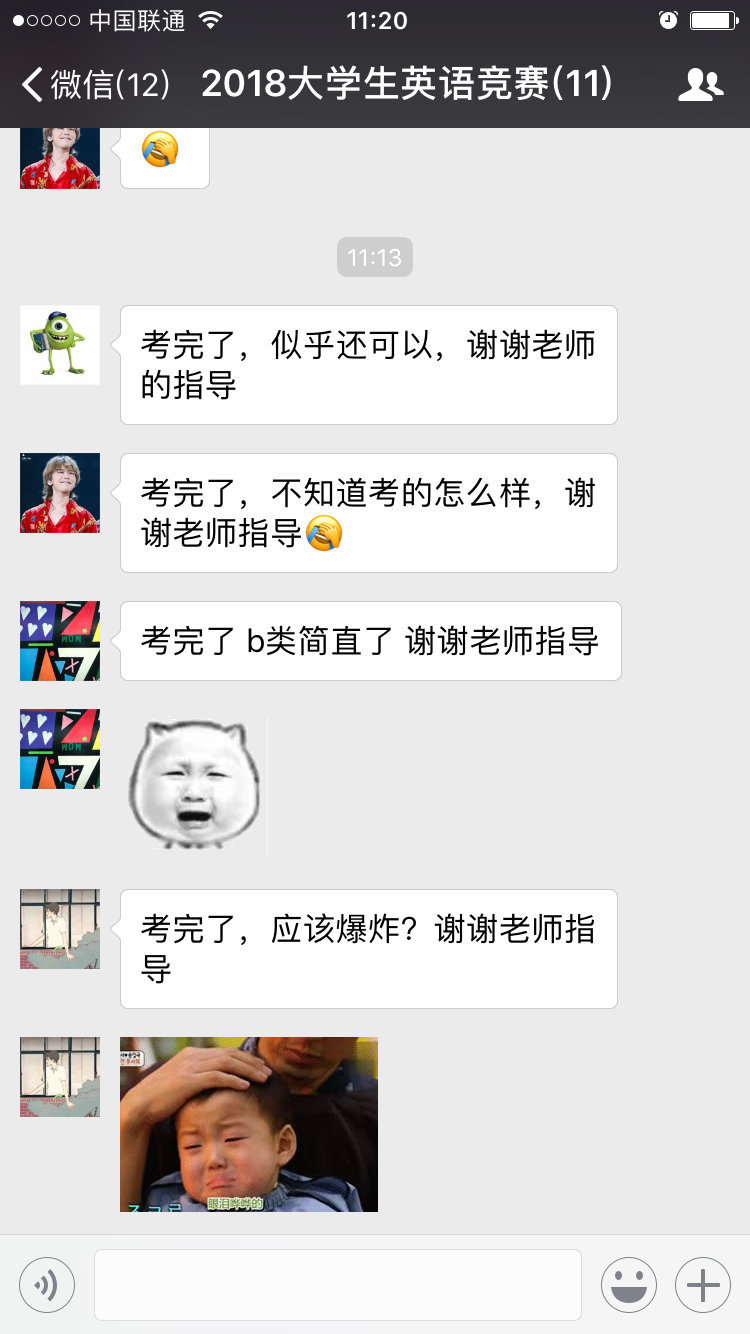 中国联通
11:20
微信(12)
2018大学生英语竞赛(11)
11:13
考完了，似乎还可以，谢谢老师
的指导
考完了，不知道考的怎么样，谢
谢老师指导🤦
考完了 b类简直了 谢谢老师指导
WOW
WOW
考完了，应该爆炸？谢谢老师指
导
眼泪哗哗的